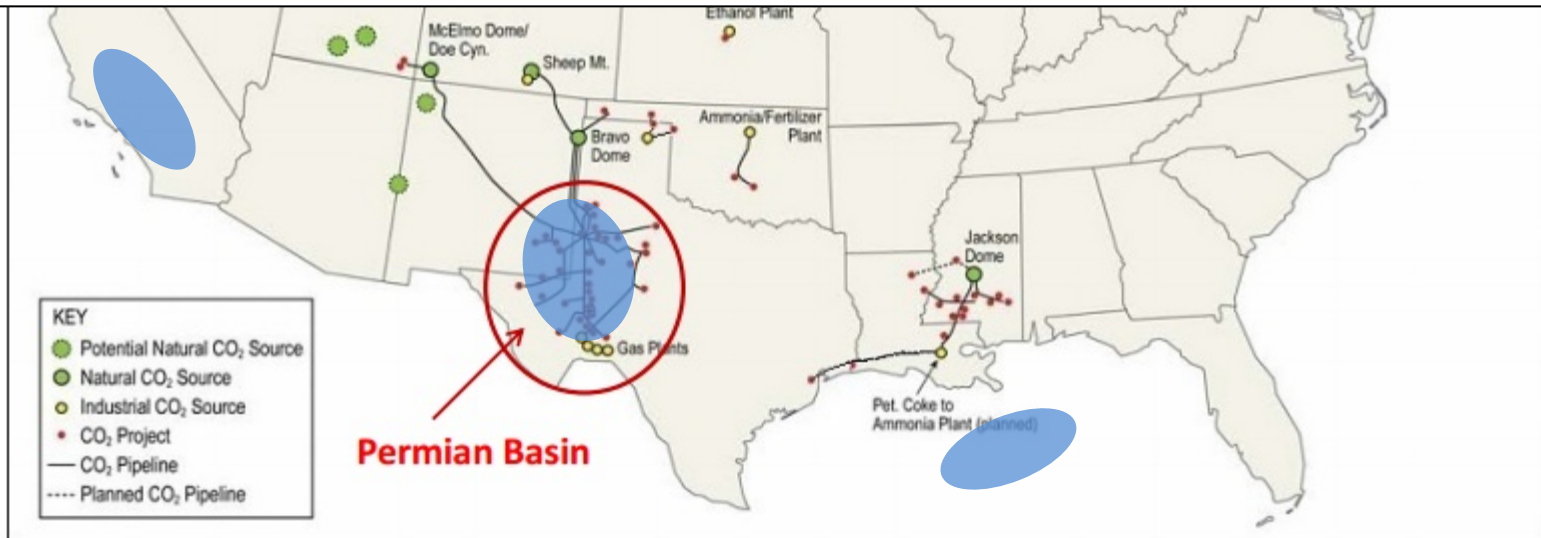 Ethanol Plant
McElmo Dome/
Doe Cyn.
Sheep Mt.
Ammonia/Fertilizer
Plant
Bravo
Dome
Jackson
Dome
KEY
Potential Natural CO₂ Source
Natural CO₂ Source
Industrial CO₂ Source
CO₂ Project
CO₂ Pipeline
Planned CO₂ Pipeline
Gas Plants
Pet. Coke to
Ammonia Plant (planned)
Permian Basin